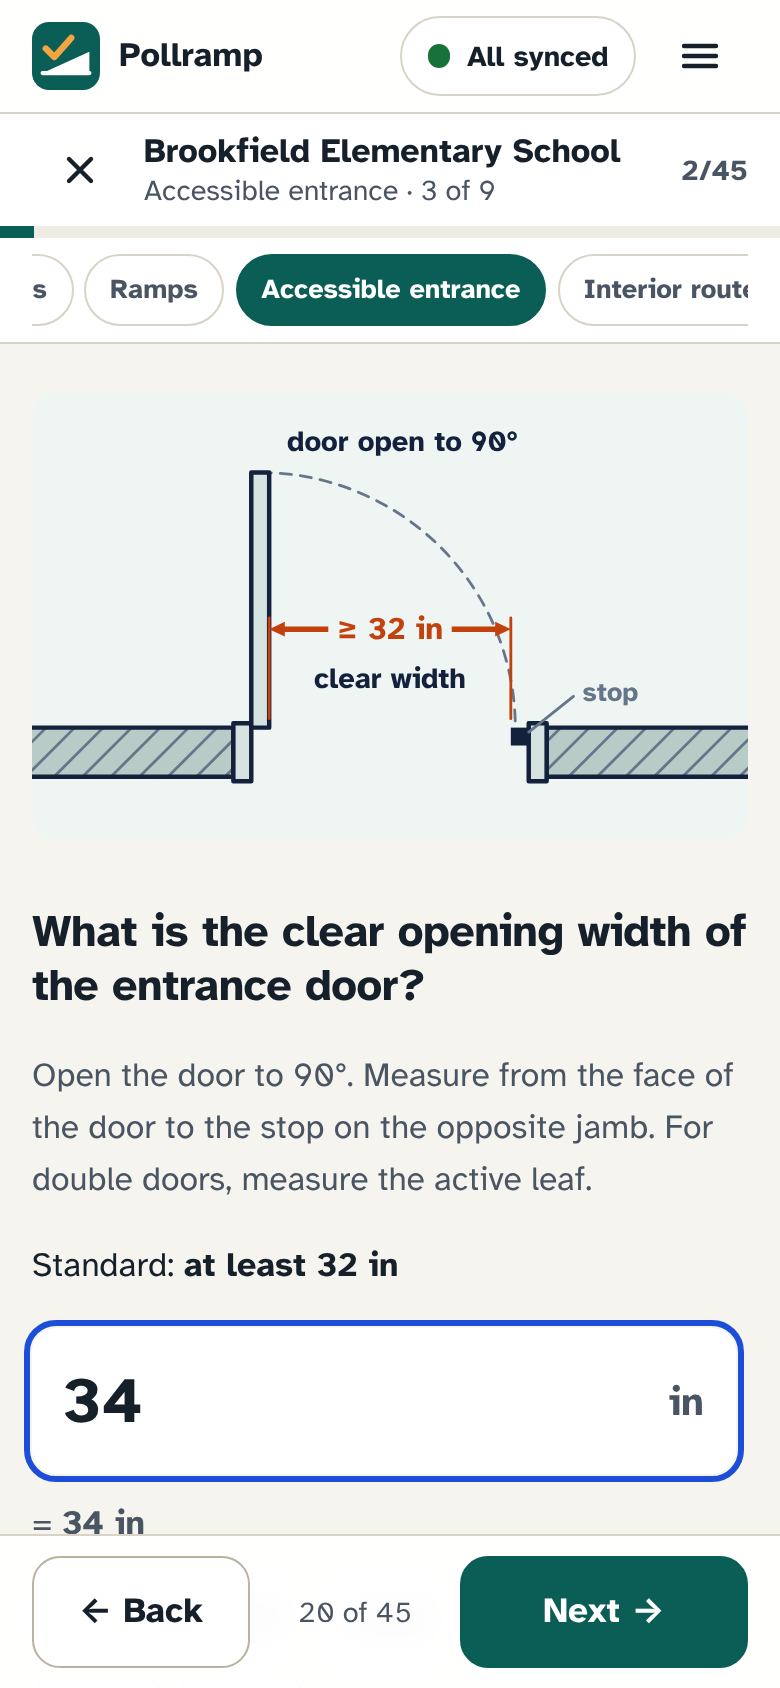 Pollramp
All synced
Brookfield Elementary School
Accessible entrance · 3 of 9
2/45
s
Ramps
Accessible entrance
Interior route
door open to 90°
≥ 32 in
clear width
stop
What is the clear opening width of
the entrance door?
Open the door to 90°. Measure from the face of
the door to the stop on the opposite jamb. For
double doors, measure the active leaf.
Standard: at least 32 in
34
in
= 34 in
← Back
20 of 45
Next →